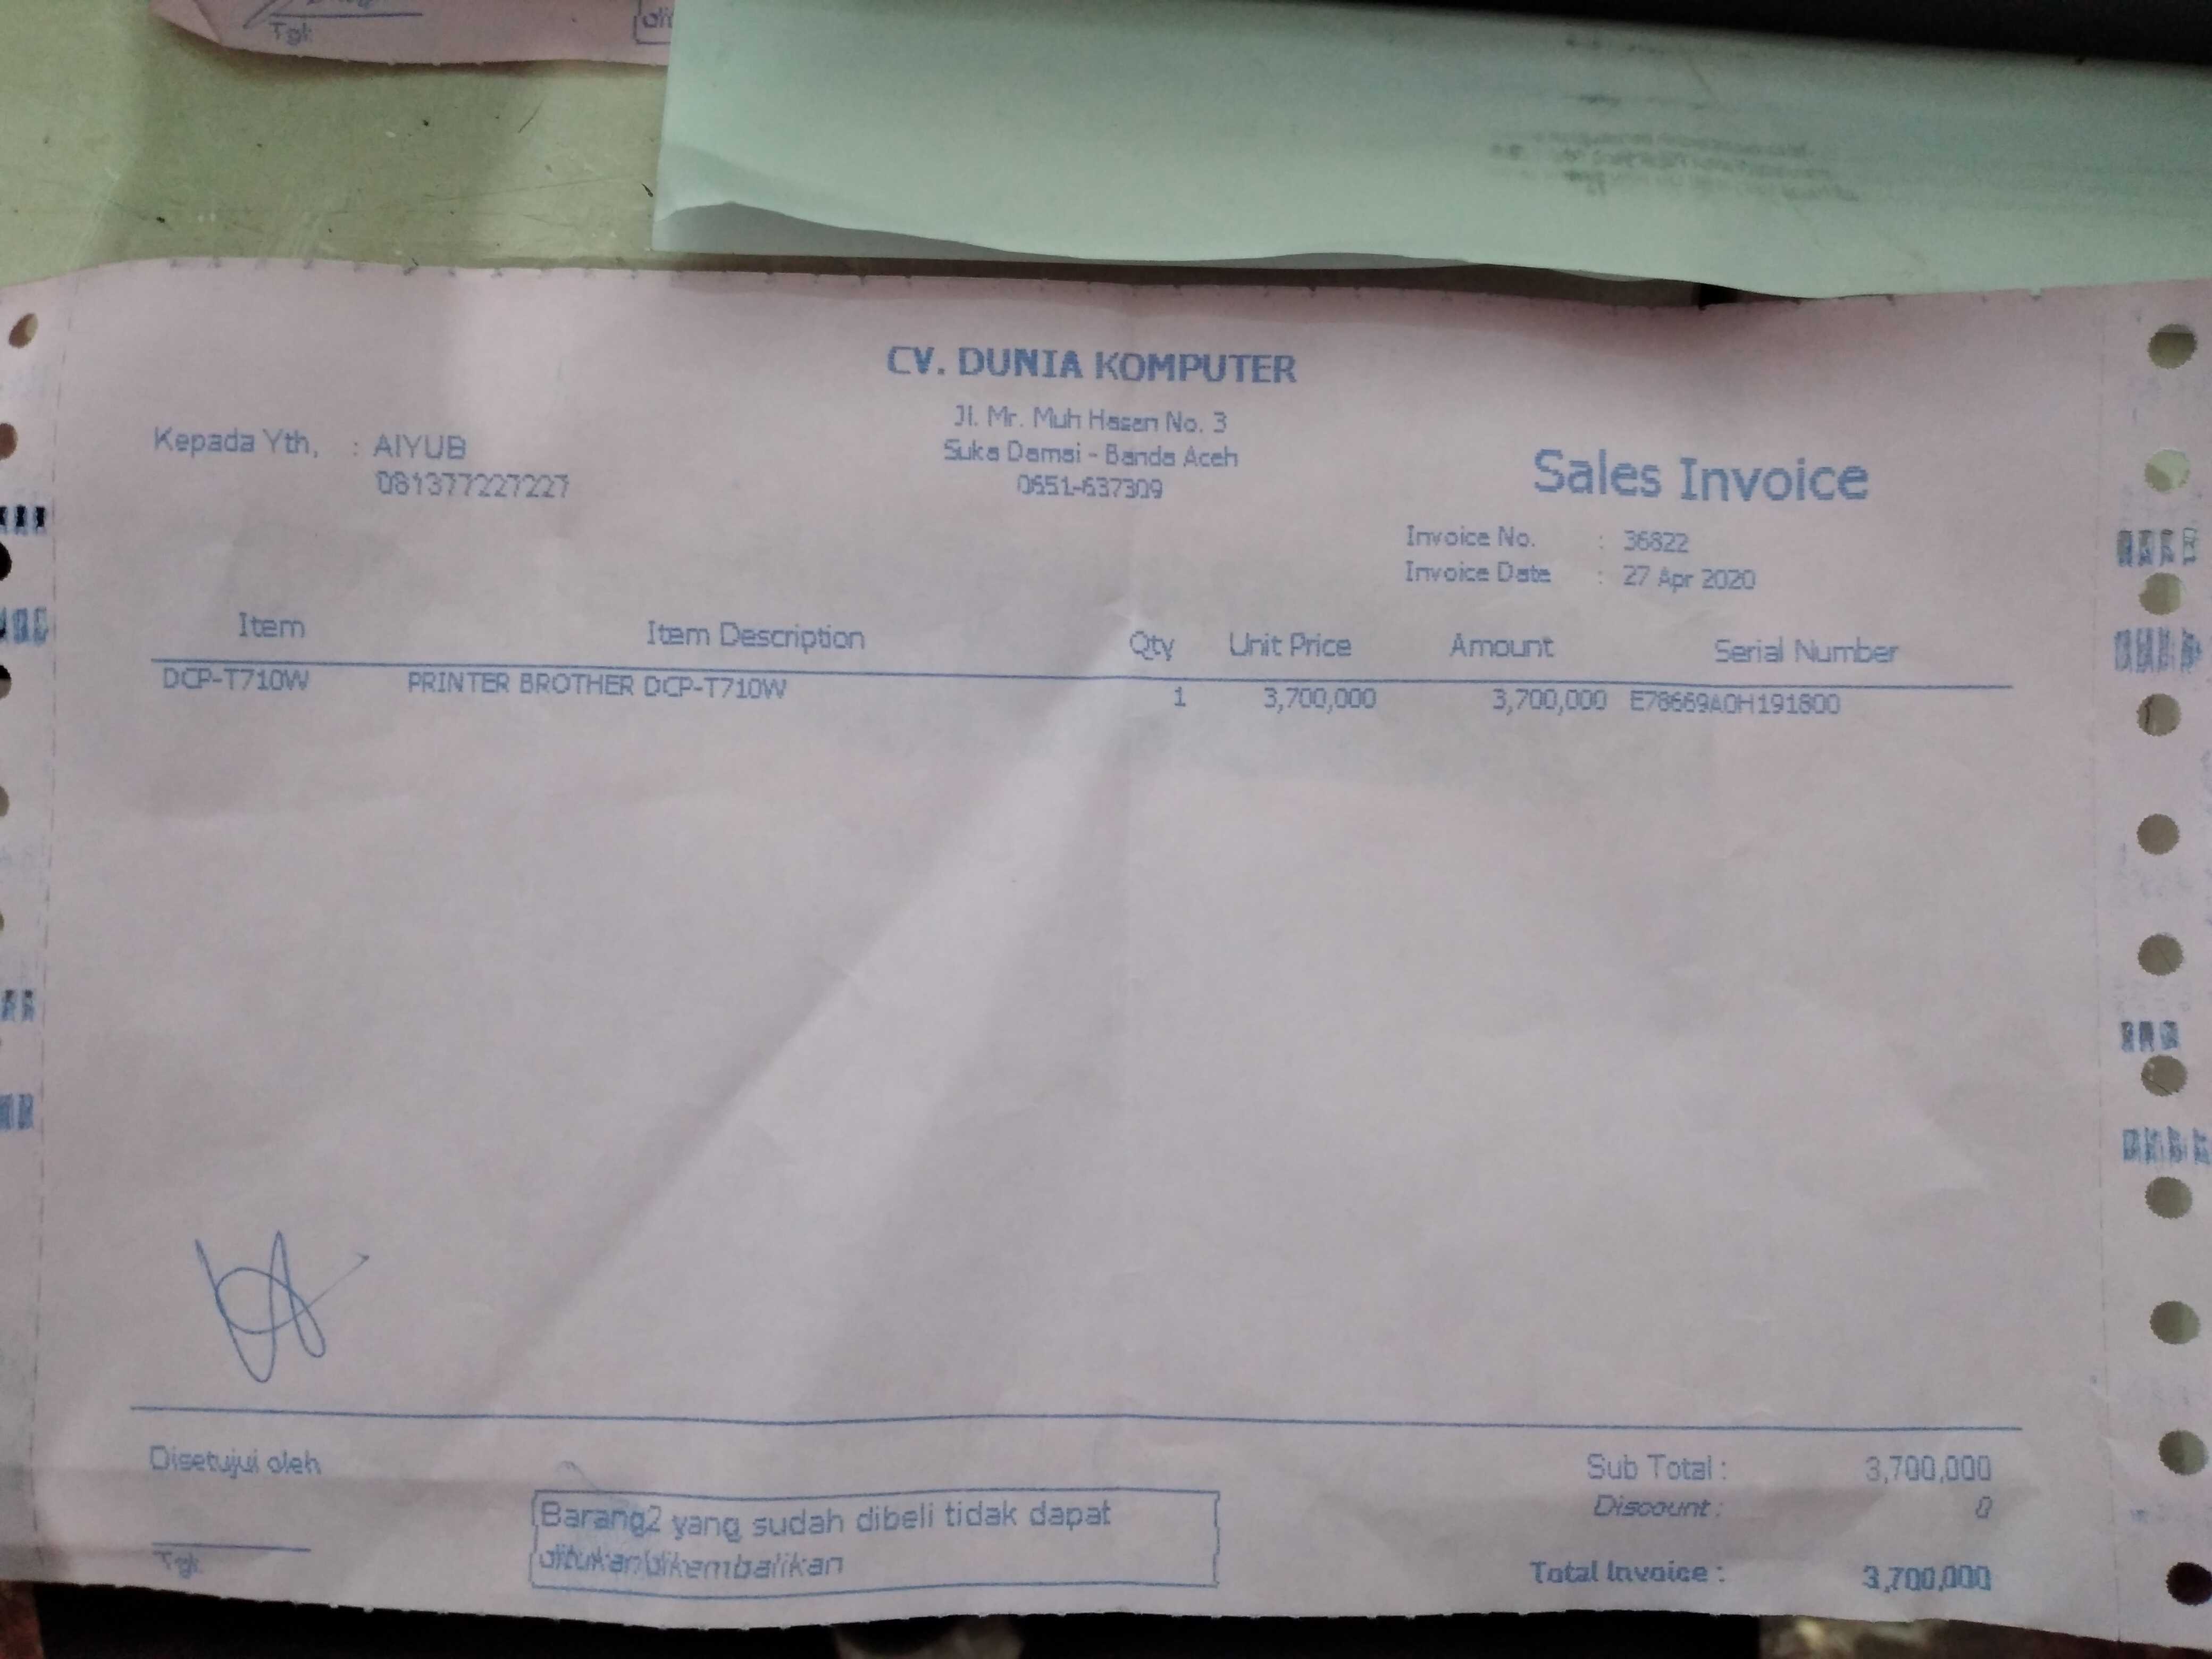 Tgk
CV. DUNIA KOMPUTER
Jl. Mr. Muh Hasan No. 3
Suka Damai - Banda Aceh
0651-637309
Kepada Yth, : AIYUB
081377227227
Sales Invoice
Invoice No. : 36822
Invoice Date : 27 Apr 2020
Item Item Description Qty Unit Price Amount Serial Number
DCP-T710W PRINTER BROTHER DCP-T710W 1 3,700,000 3,700,000 E78669A0H191800
Disetujui oleh
Tgk
Barang2 yang sudah dibeli tidak dapat
ditukar/dikembalikan
Sub Total : 3,700,000
Discount : 0
Total Invoice : 3,700,000